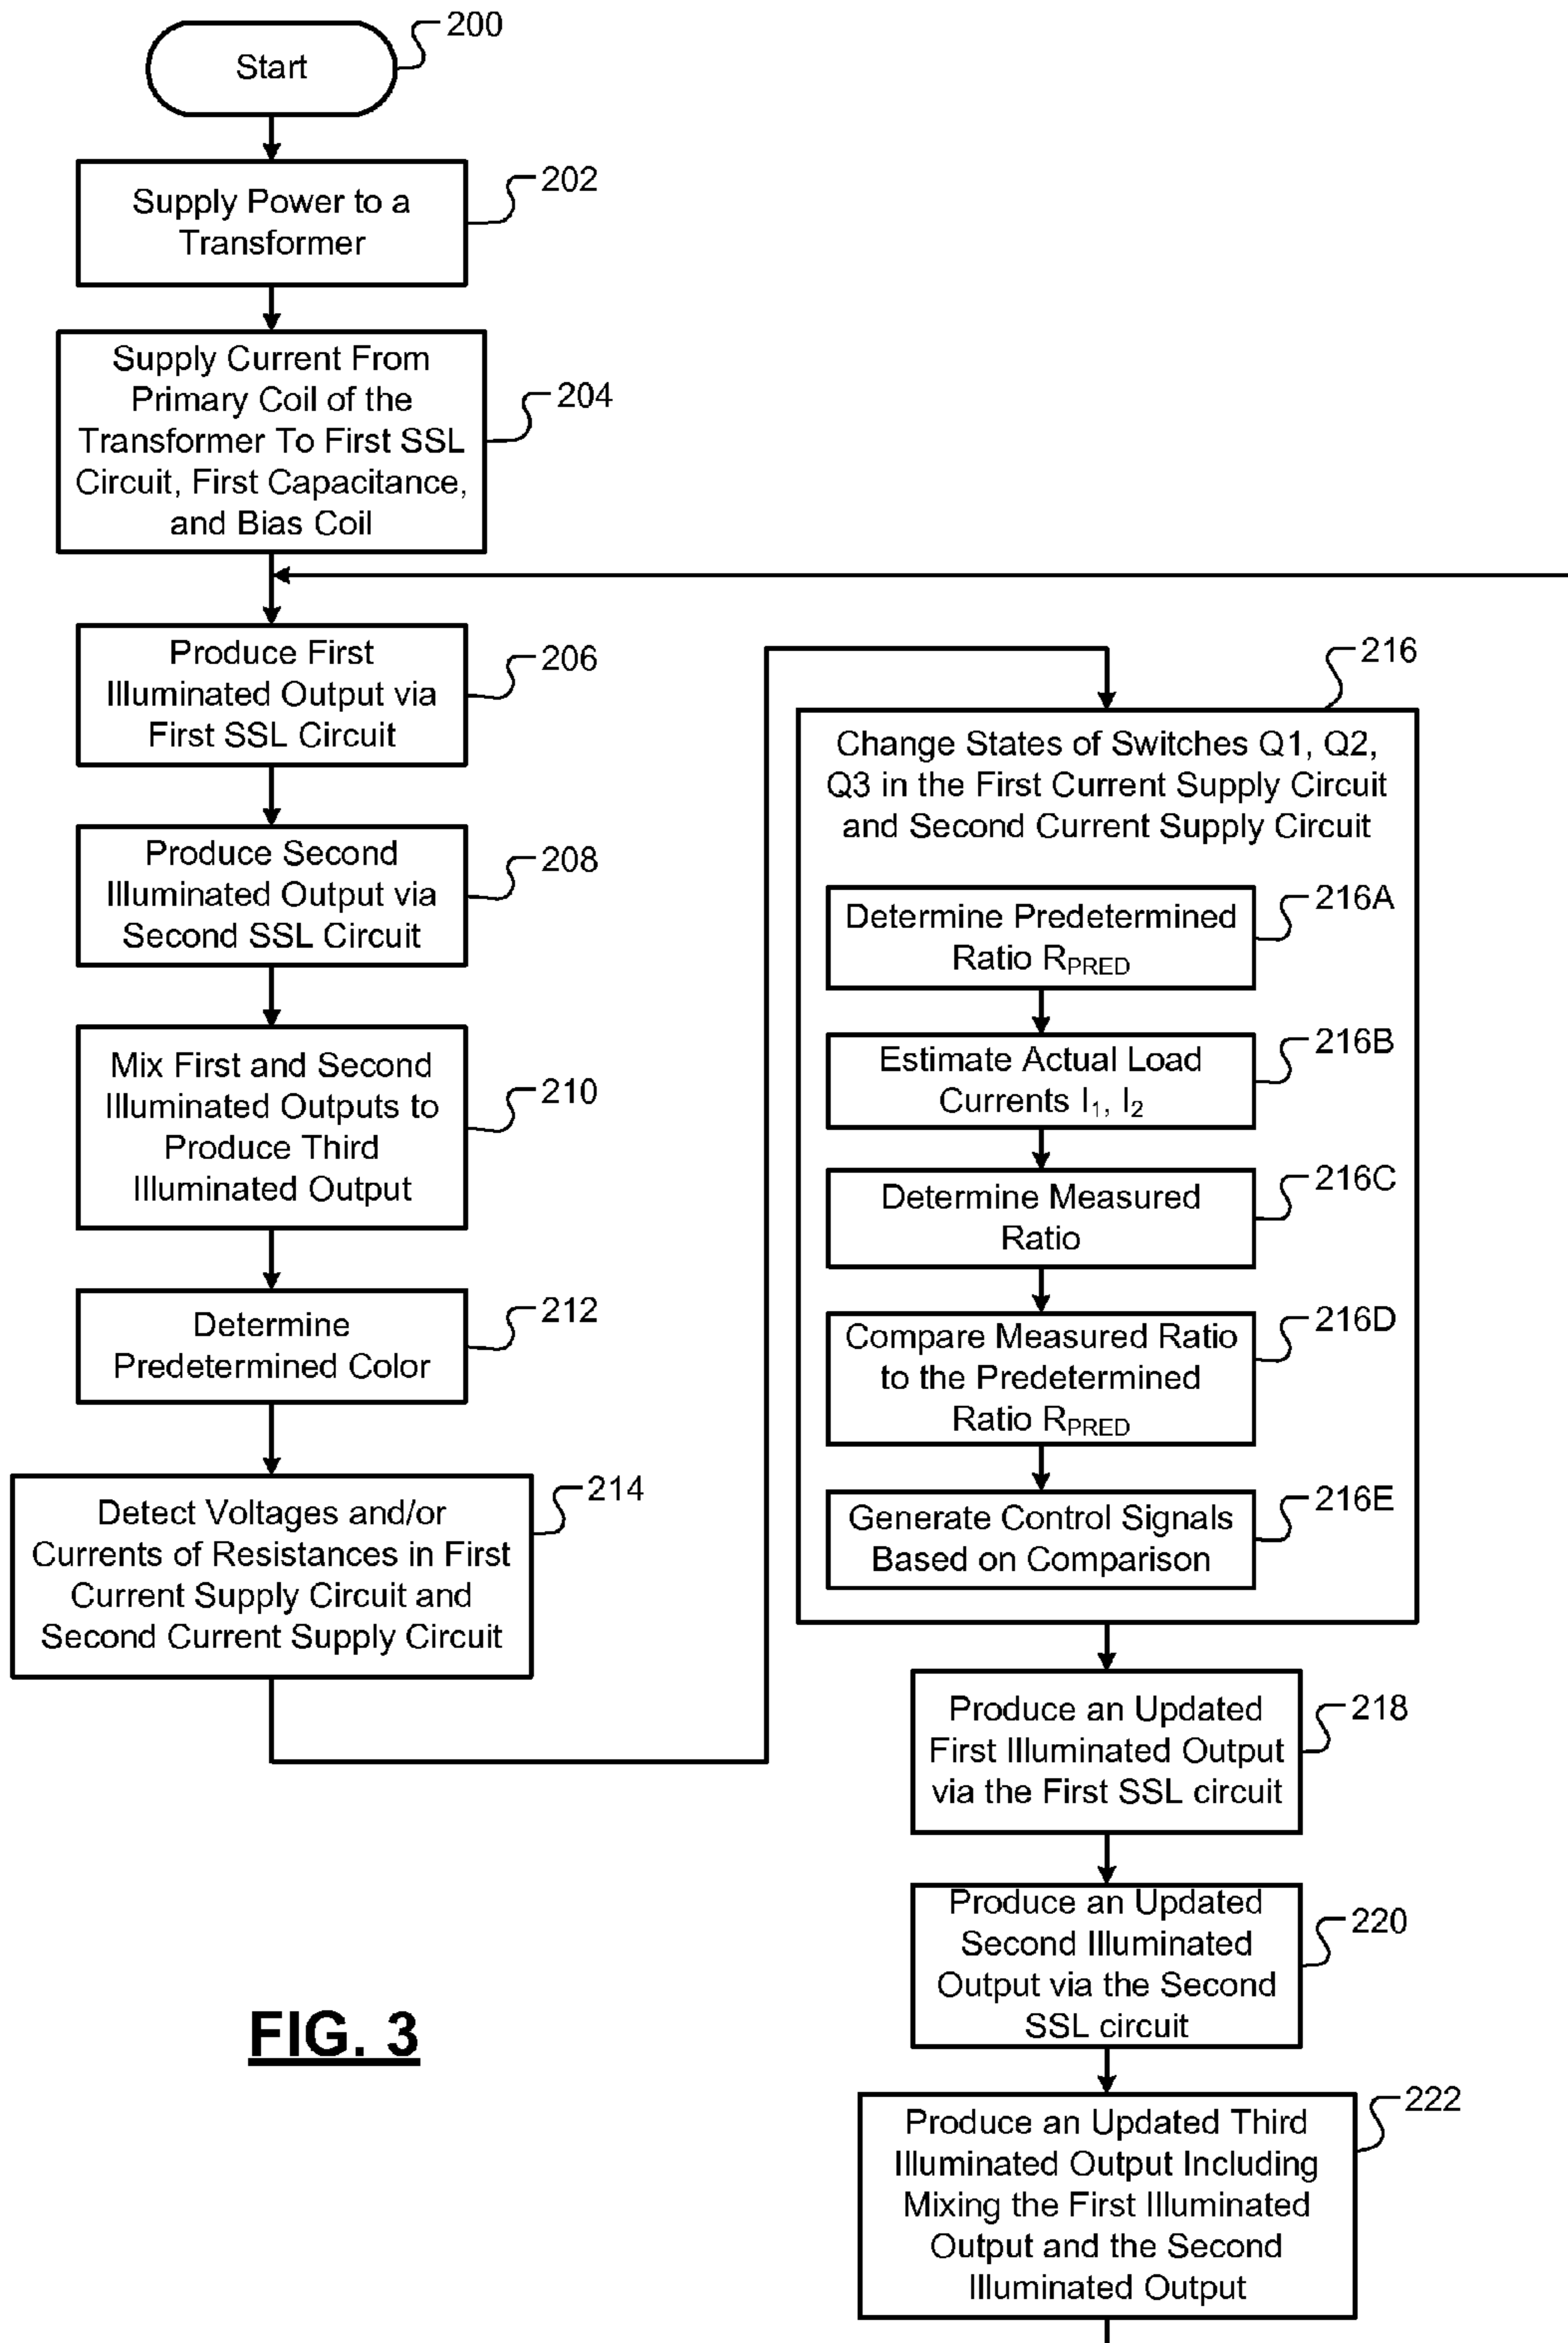 200
Start
202
Supply Power to a
Transformer
204
Supply Current From
Primary Coil of the
Transformer To First SSL
Circuit, First Capacitance,
and Bias Coil
206
Produce First
Illuminated Output via
First SSL Circuit
208
Produce Second
Illuminated Output via
Second SSL Circuit
210
Mix First and Second
Illuminated Outputs to
Produce Third
Illuminated Output
212
Determine
Predetermined Color
214
Detect Voltages and/or
Currents of Resistances in First
Current Supply Circuit and
Second Current Supply Circuit
216
Change States of Switches Q1, Q2,
Q3 in the First Current Supply Circuit
and Second Current Supply Circuit
216A
Determine Predetermined
Ratio RPRED
216B
Estimate Actual Load
Currents I1, I2
216C
Determine Measured
Ratio
216D
Compare Measured Ratio
to the Predetermined
Ratio RPRED
216E
Generate Control Signals
Based on Comparison
218
Produce an Updated
First Illuminated Output
via the First SSL circuit
220
Produce an Updated
Second Illuminated
Output via the Second
SSL circuit
222
Produce an Updated Third
Illuminated Output Including
Mixing the First Illuminated
Output and the Second
Illuminated Output
FIG. 3